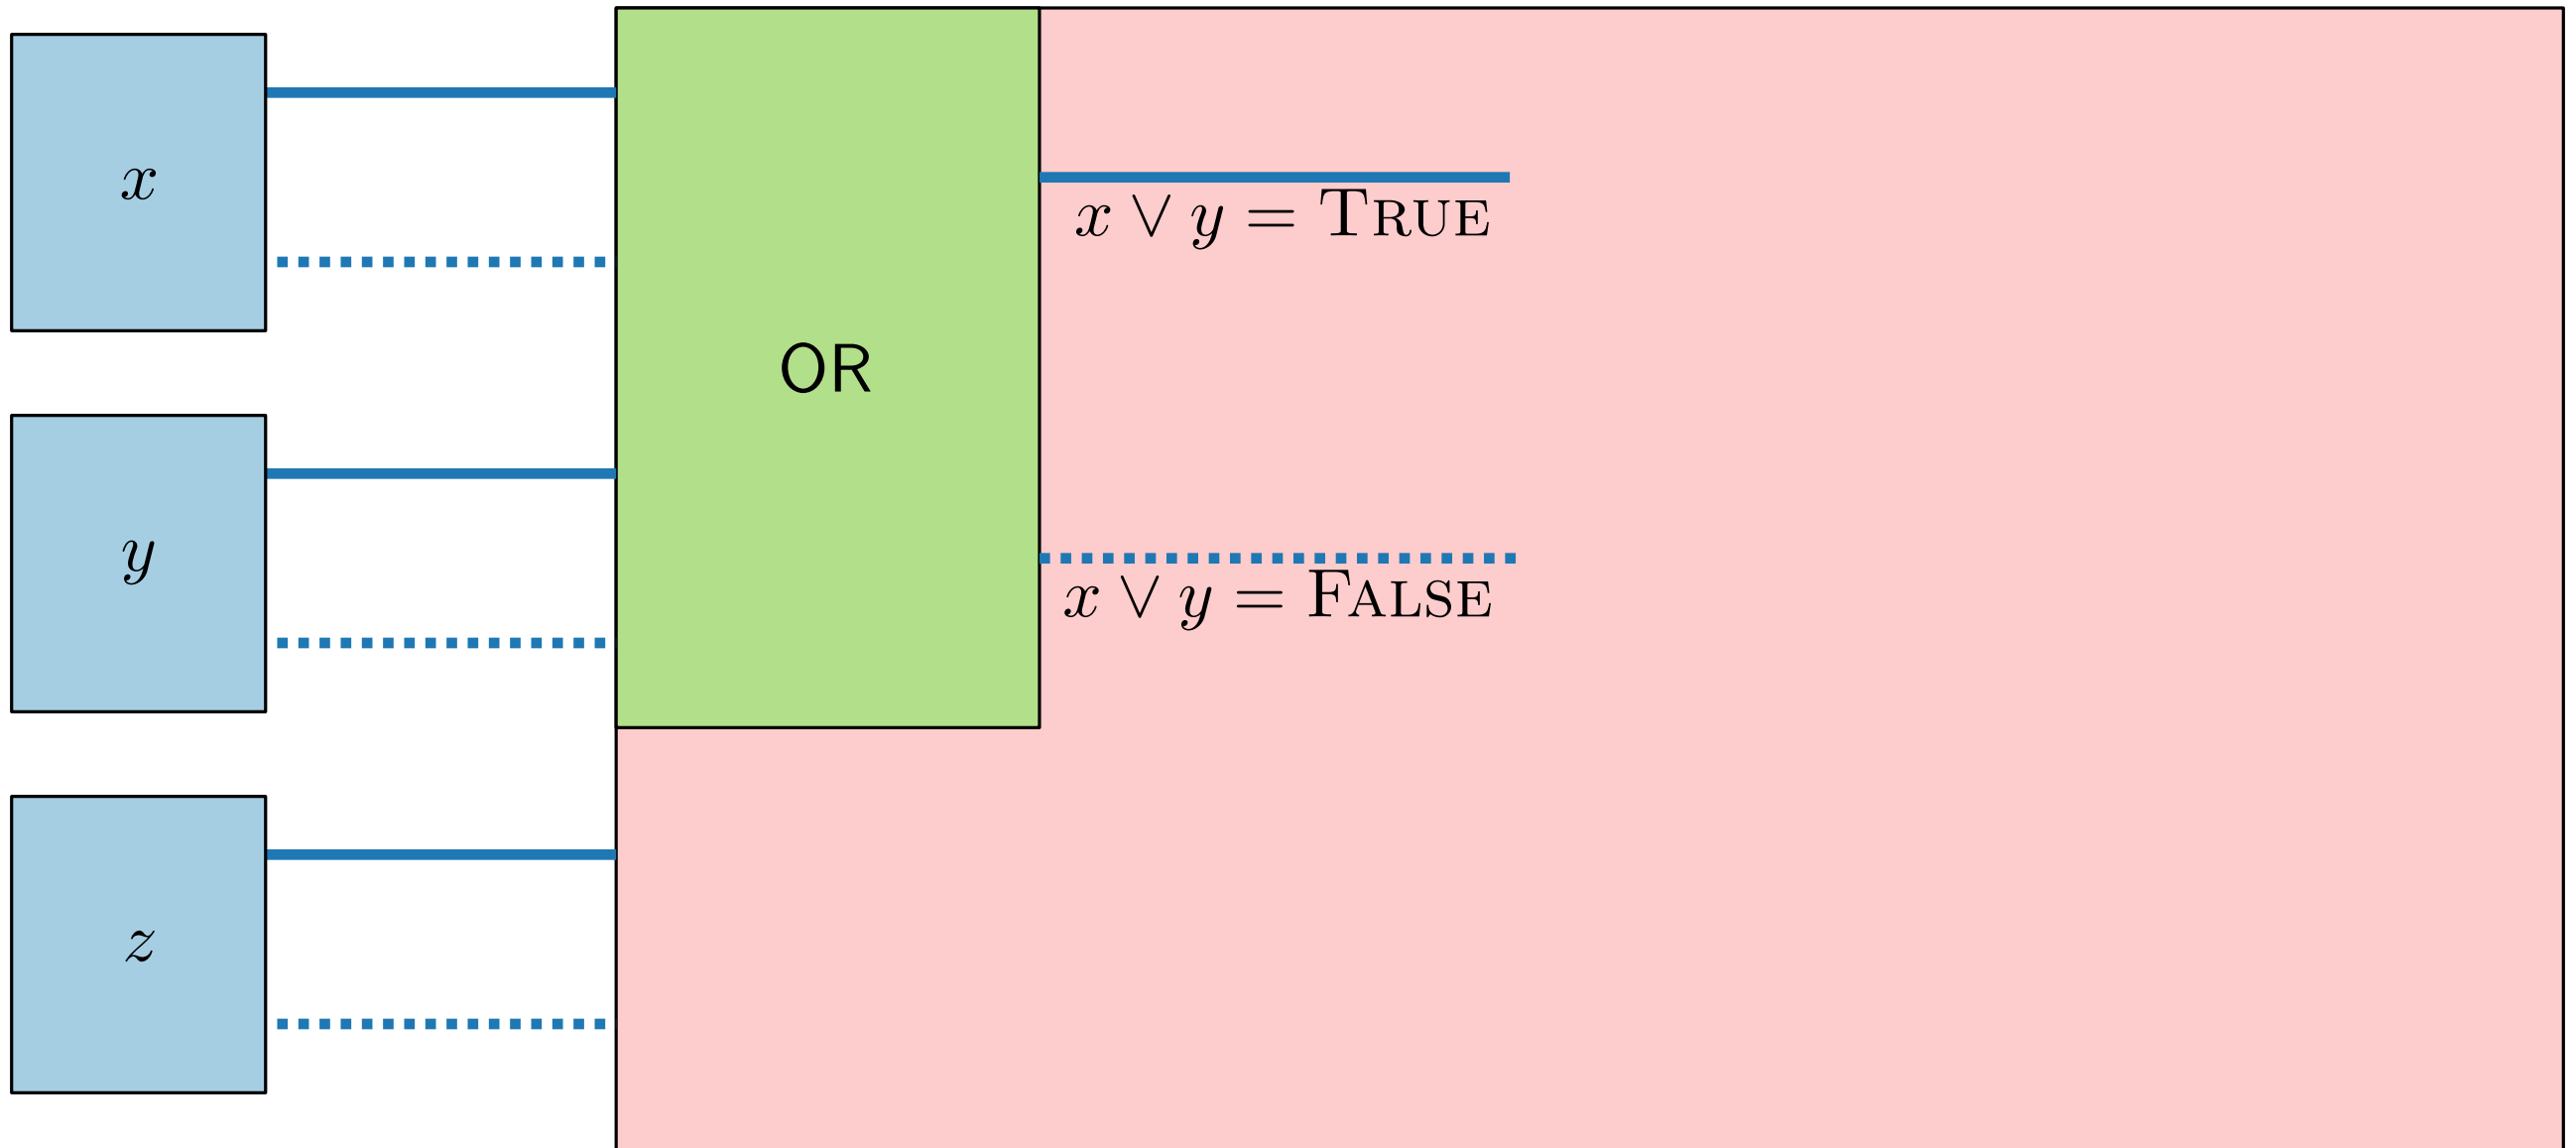 x
x ∨ y = TRUE
OR
y
x ∨ y = FALSE
z